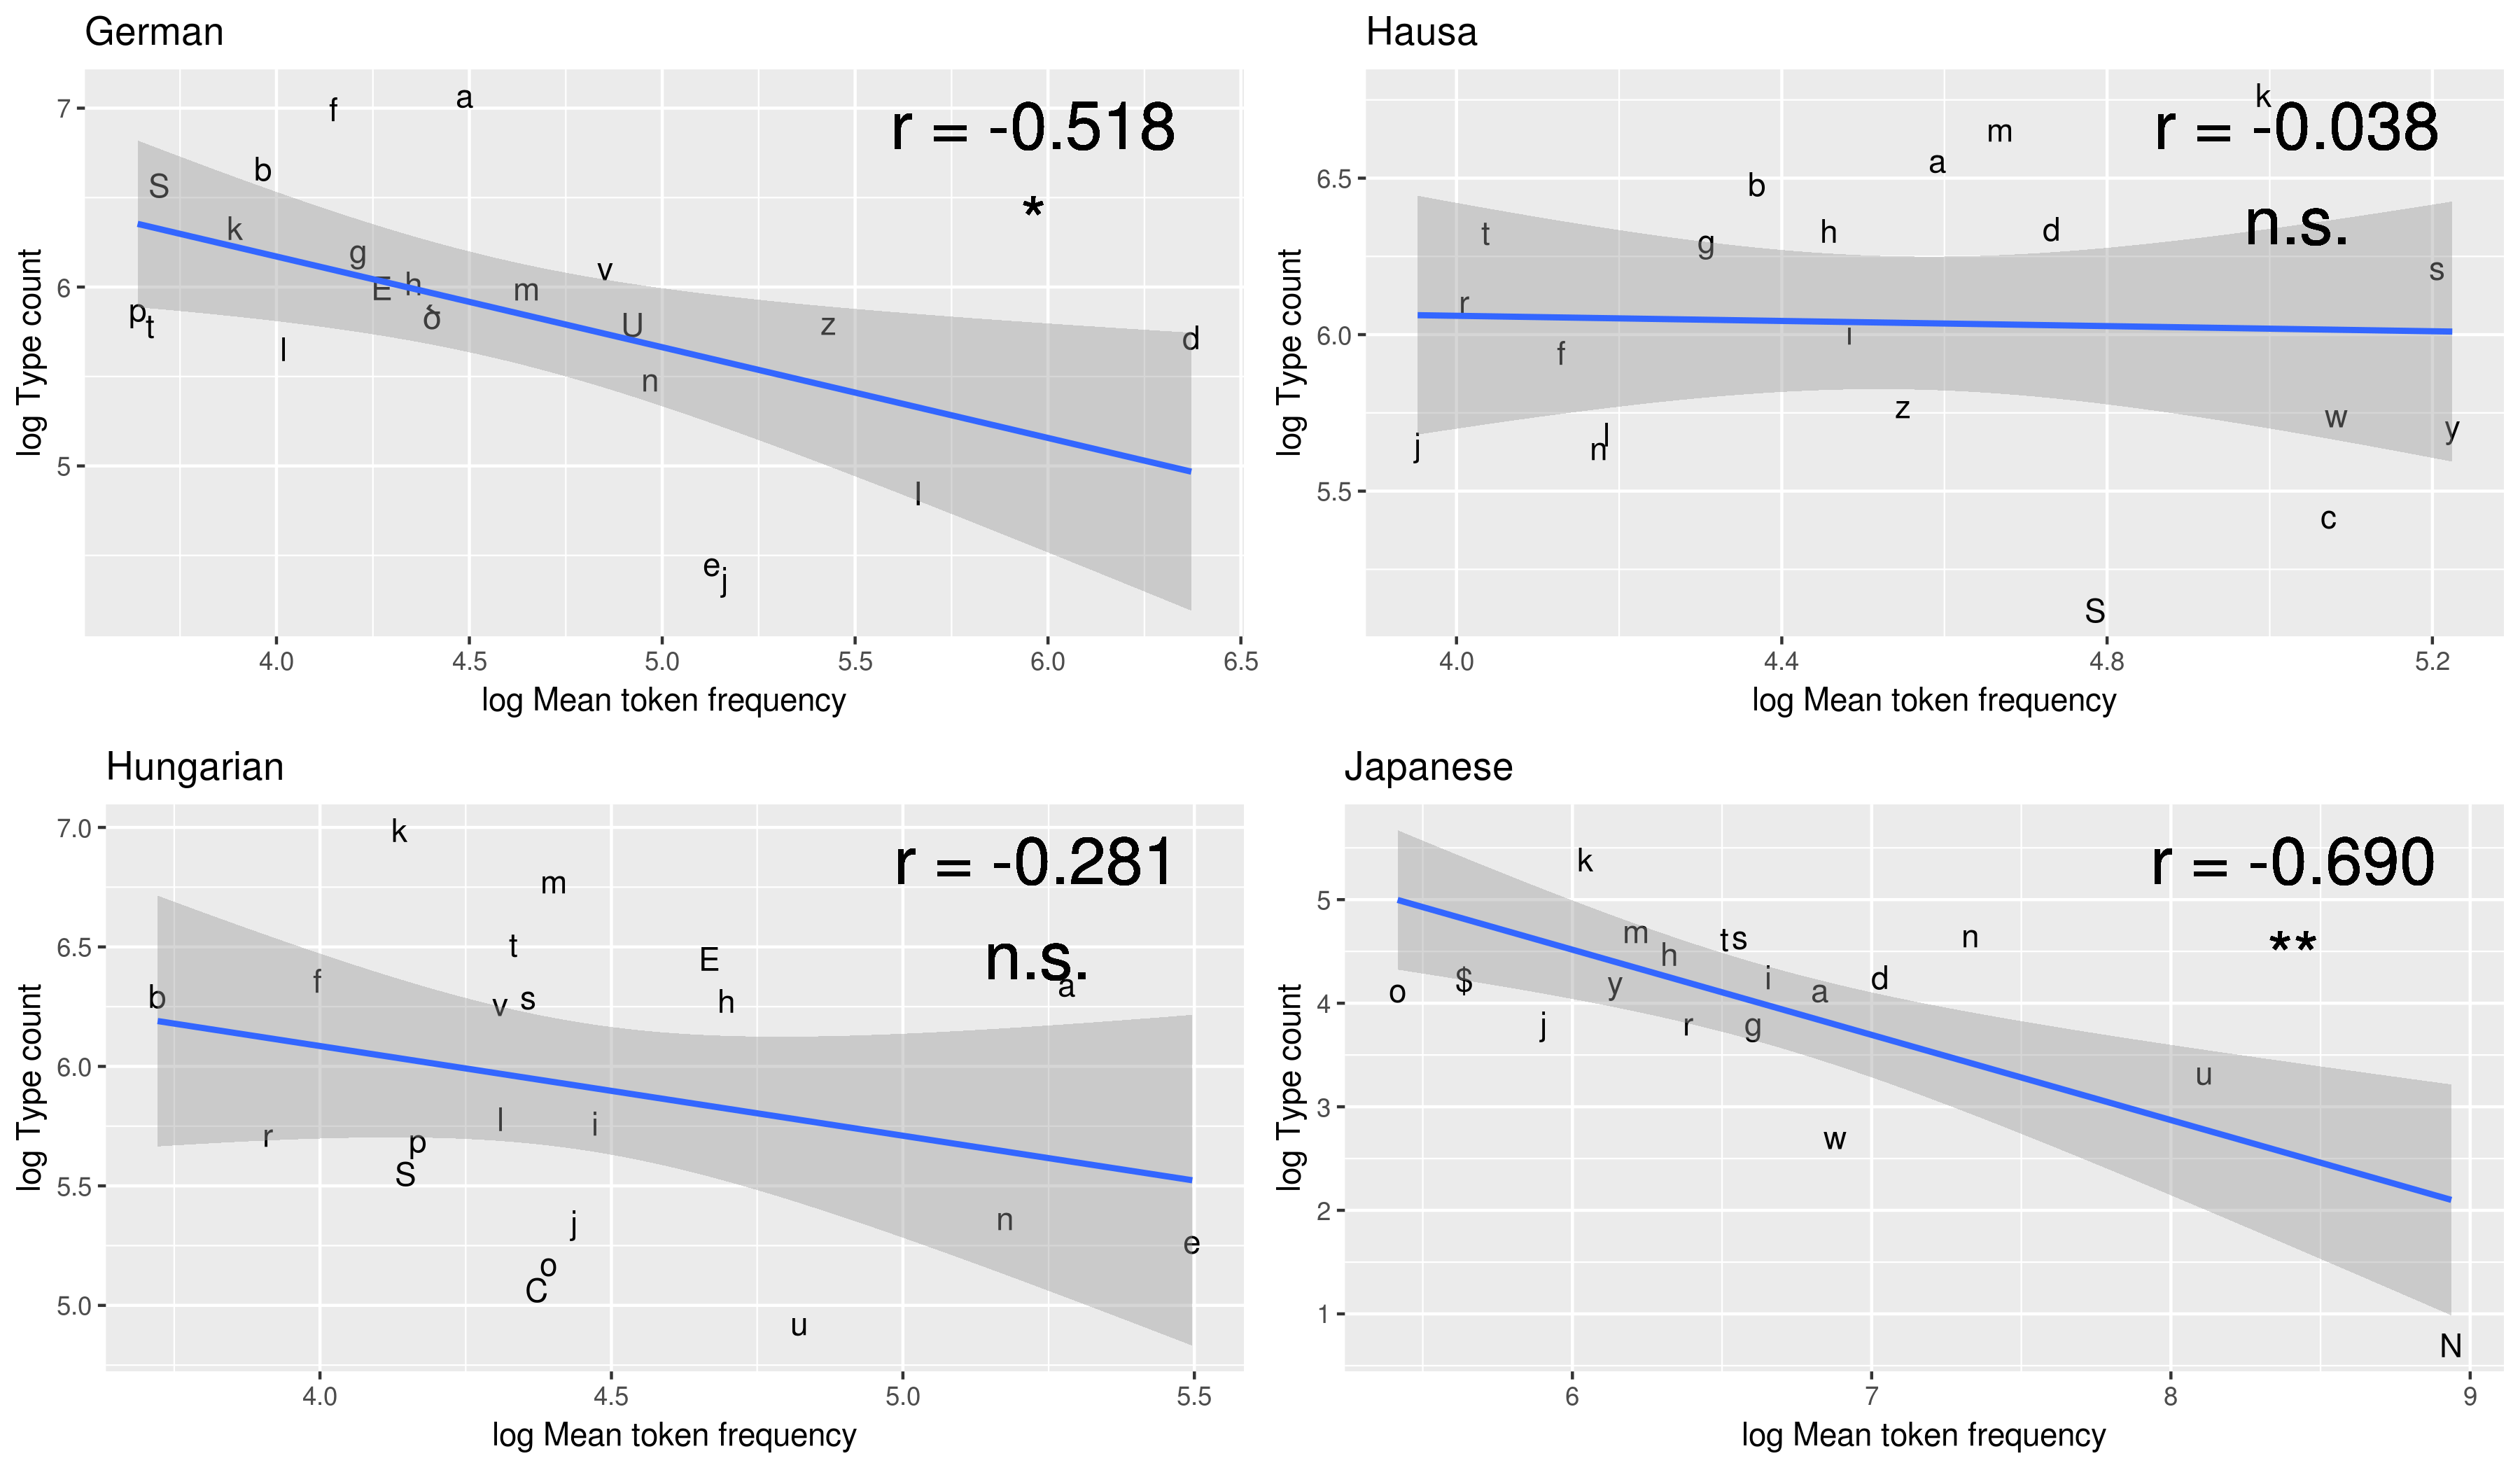 German
7
6
5
4.0 4.5 5.0 5.5 6.0 6.5
log Mean token frequency
log Type count
r = -0.518
*
f a
b
S
k
g
E h
ð
p
t
l
v
m
U
z
d
n
l
e
j
Hausa
6.5
6.0
5.5
4.0 4.4 4.8 5.2
log Mean token frequency
log Type count
r = -0.038
n.s.
k
m
a
b
t
g
h
d
s
r
l
f
z
w
y
j
n
l
c
S
Hungarian
7.0
6.5
6.0
5.5
5.0
4.0 4.5 5.0 5.5
log Mean token frequency
log Type count
r = -0.281
n.s.
k
m
t
E
f
a
b
v
s
h
r
l
i
p
S
j
n
e
o
C
u
Japanese
5
4
3
2
1
6 7 8 9
log Mean token frequency
log Type count
r = -0.690
**
k
m
t
s
n
h
$
y
i
a
d
o
j
r
g
u
w
N